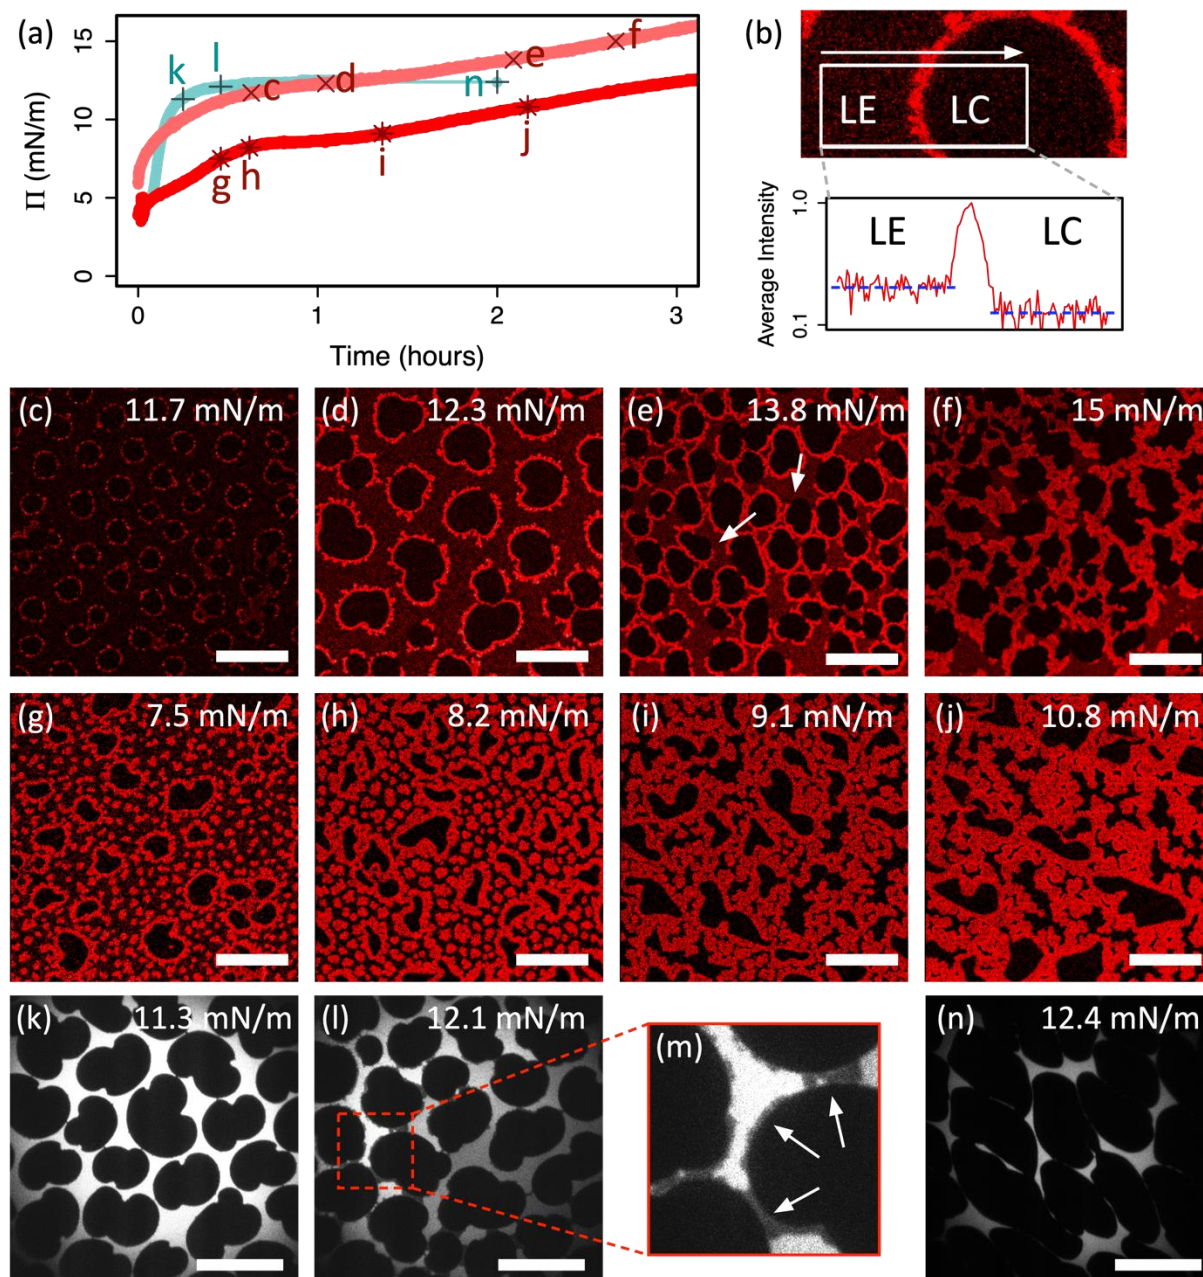 (a)
15
10
5
0
Π (mN/m)
k
l
c
d
e
f
n
g
h
i
j
0
1
2
3
Time (hours)
(b)
LE
LC
1.0
0.1
Average Intensity
LE
LC
(c) 11.7 mN/m
(d) 12.3 mN/m
(e) 13.8 mN/m
(f) 15 mN/m
(g) 7.5 mN/m
(h) 8.2 mN/m
(i) 9.1 mN/m
(j) 10.8 mN/m
(k) 11.3 mN/m
(l) 12.1 mN/m
(m)
(n) 12.4 mN/m